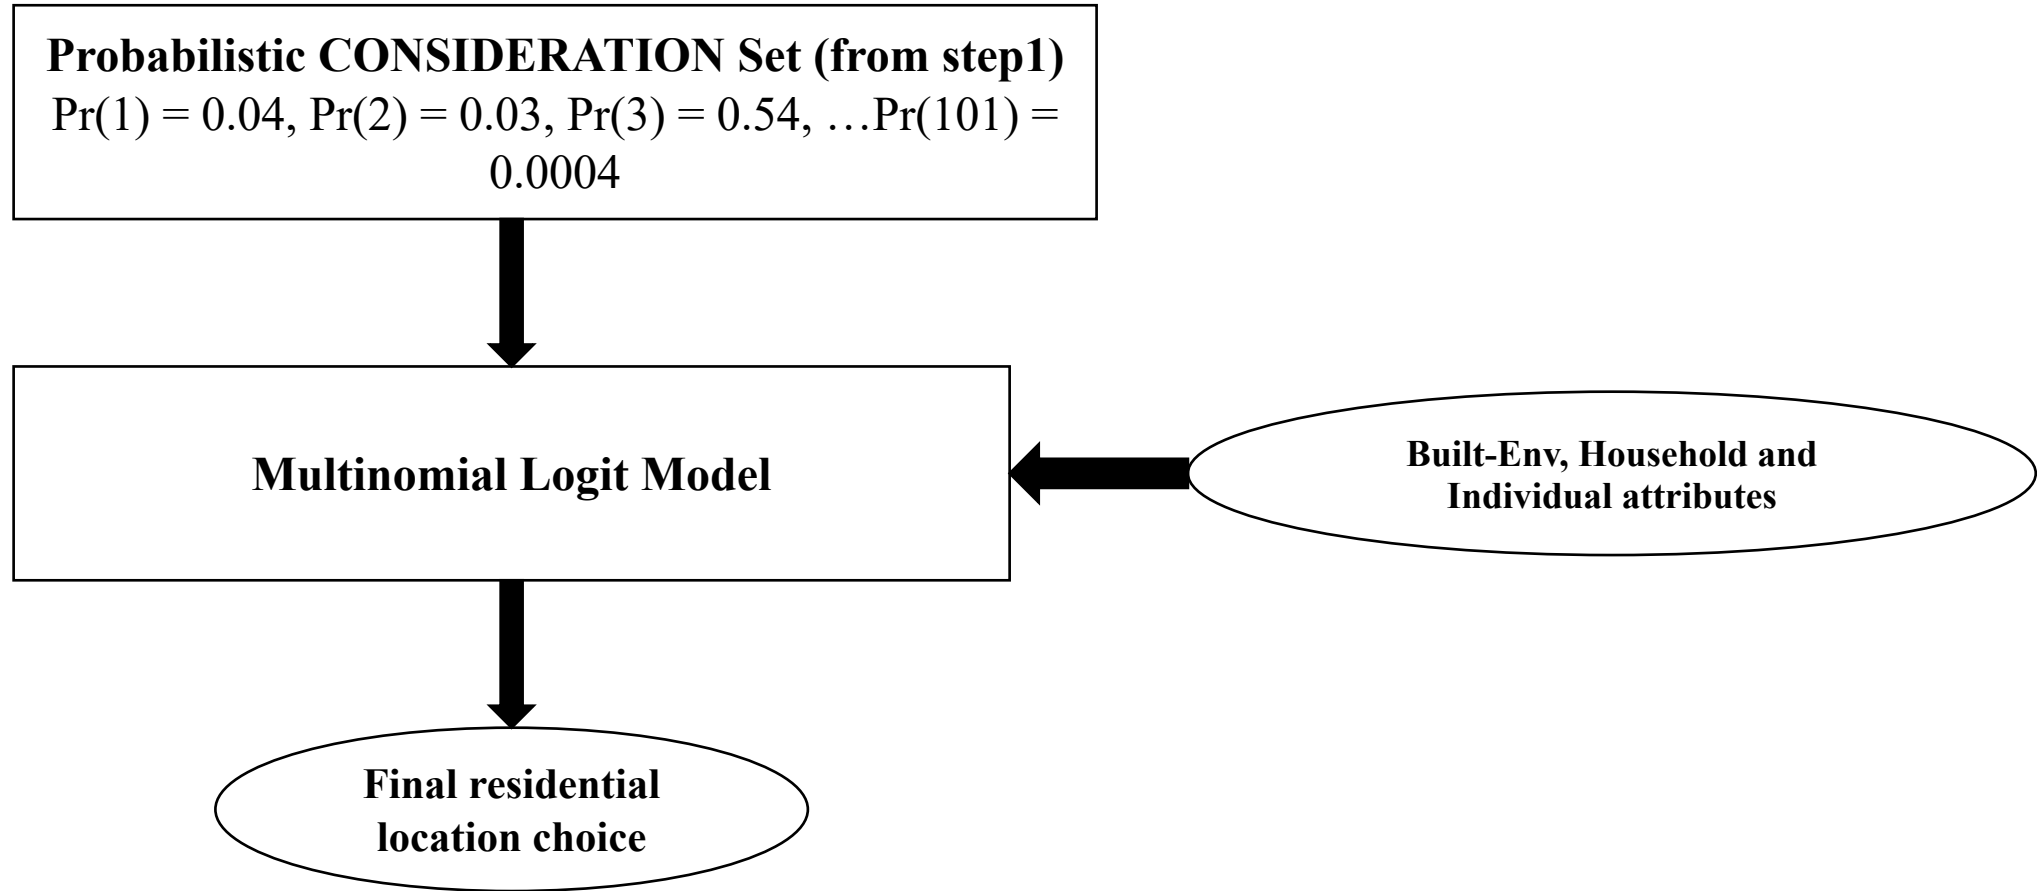 Probabilistic CONSIDERATION Set (from step1)
Pr(1) = 0.04, Pr(2) = 0.03, Pr(3) = 0.54, …Pr(101) =
0.0004
Multinomial Logit Model
Built-Env, Household and
Individual attributes
Final residential
location choice